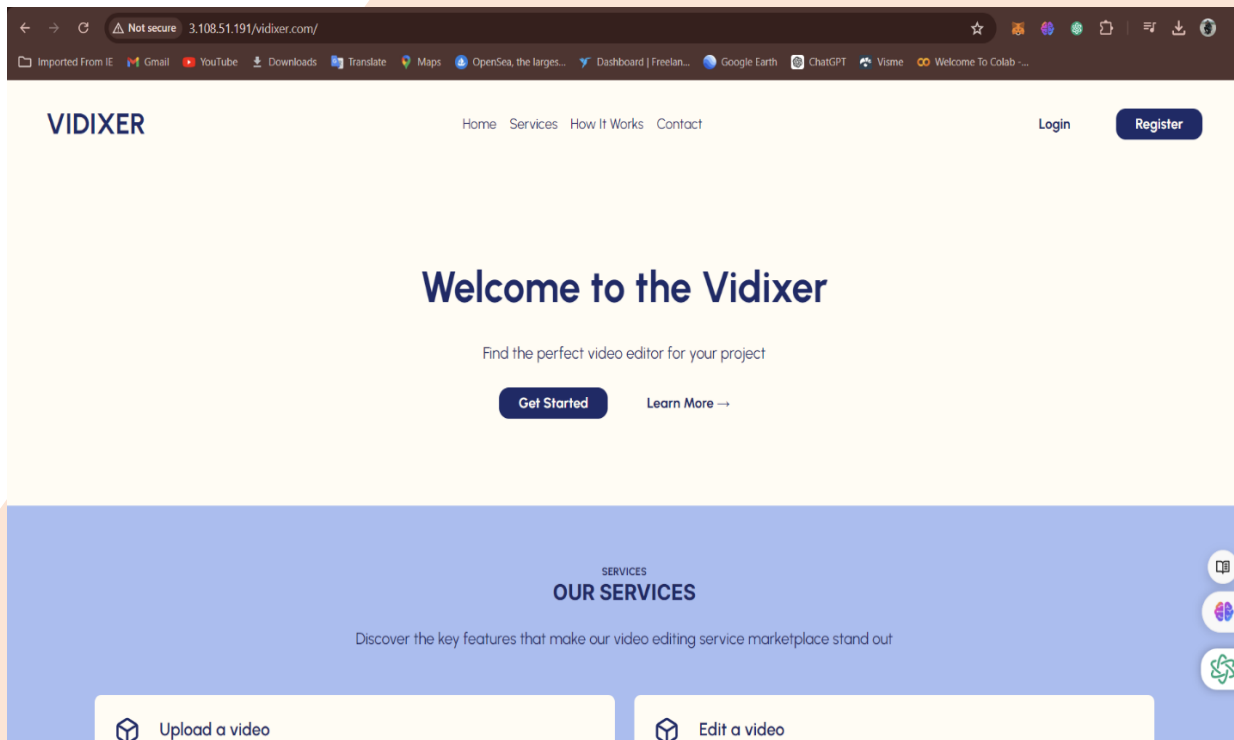 Not secure 3.108.51.191/vidixer.com/
Imported From IE Gmail YouTube Downloads Translate Maps OpenSea, the larges... Dashboard | Freelan... Google Earth ChatGPT Visme Welcome To Colab -...
VIDIXER Home Services How It Works Contact Login Register
Welcome to the Vidixer
Find the perfect video editor for your project
Get Started Learn More →
SERVICES
OUR SERVICES
Discover the key features that make our video editing service marketplace stand out
Upload a video Edit a video